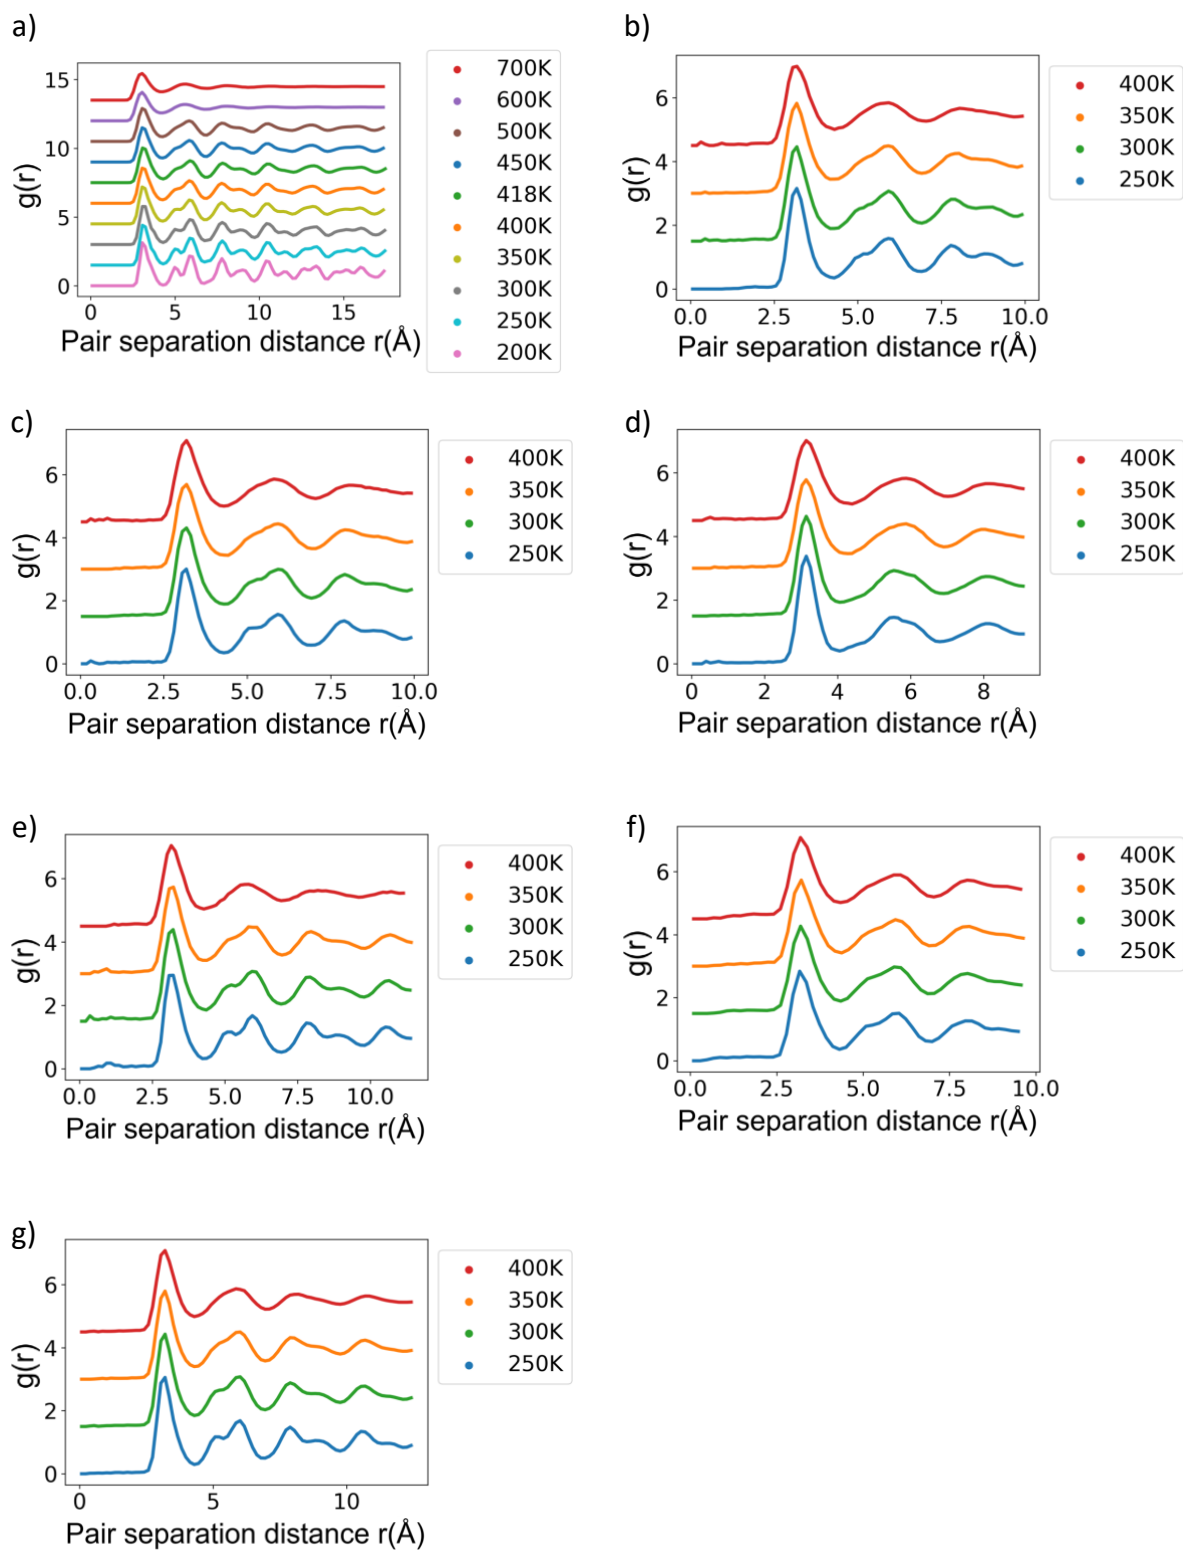 a)
15
10
5
0
g(r)
0 5 10 15
Pair separation distance r(Å)
700K
600K
500K
450K
418K
400K
350K
300K
250K
200K
b)
6
4
2
0
g(r)
0.0 2.5 5.0 7.5 10.0
Pair separation distance r(Å)
400K
350K
300K
250K
c)
6
4
2
0
g(r)
0.0 2.5 5.0 7.5 10.0
Pair separation distance r(Å)
400K
350K
300K
250K
d)
6
4
2
0
g(r)
0 2 4 6 8
Pair separation distance r(Å)
400K
350K
300K
250K
e)
6
4
2
0
g(r)
0.0 2.5 5.0 7.5 10.0
Pair separation distance r(Å)
400K
350K
300K
250K
f)
6
4
2
0
g(r)
0.0 2.5 5.0 7.5 10.0
Pair separation distance r(Å)
400K
350K
300K
250K
g)
6
4
2
0
g(r)
0 5 10
Pair separation distance r(Å)
400K
350K
300K
250K